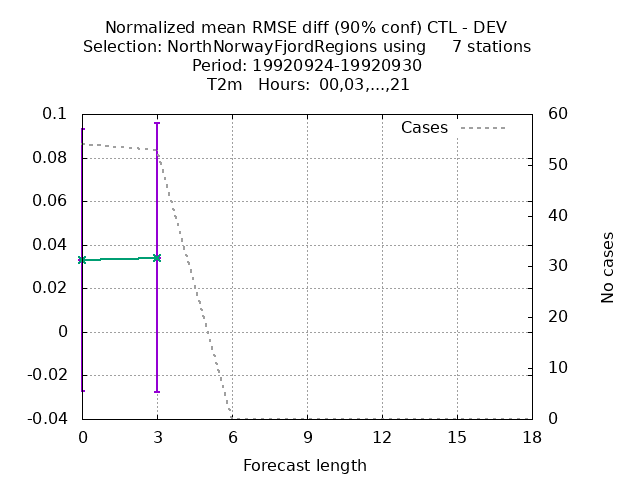 Normalized mean RMSE diff (90% conf) CTL - DEV
Selection: NorthNorwayFjordRegions using 7 stations
Period: 19920924-19920930
T2m Hours: 00,03,...,21
Cases
0.1
0.08
0.06
0.04
0.02
0
-0.02
-0.04
60
50
40
30
20
10
0
No cases
0 3 6 9 12 15 18
Forecast length